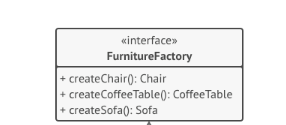 «interface»
FurnitureFactory
+ createChair(): Chair
+ createCoffeeTable(): CoffeeTable
+ createSofa(): Sofa